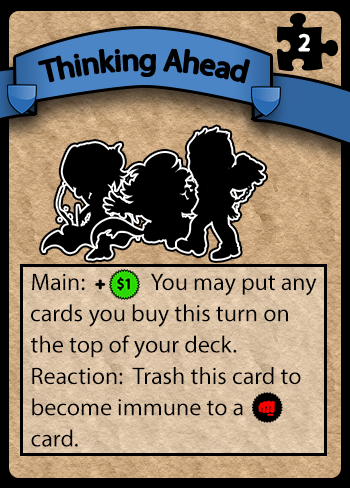 Thinking Ahead
2
Main: + $1 You may put any
cards you buy this turn on
the top of your deck.
Reaction: Trash this card to
become immune to a
card.